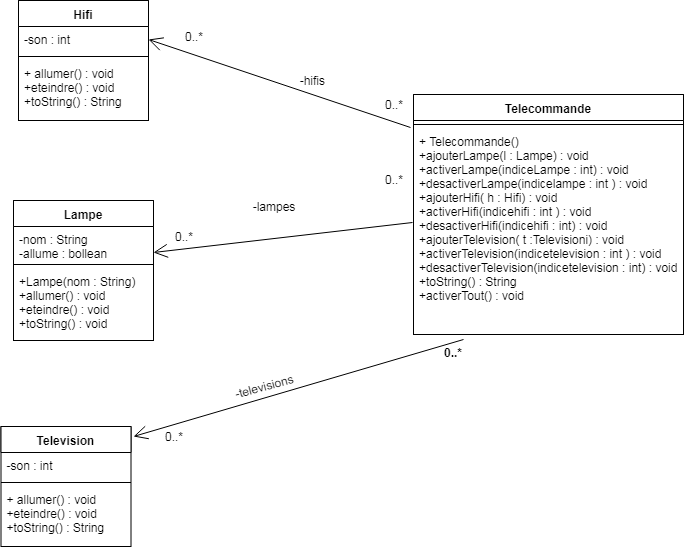 Hifi
-son : int
+ allumer() : void
+eteindre() : void
+toString() : String
0..*
-hifis
0..*
Telecommande
+ Telecommande()
+ajouterLampe(l : Lampe) : void
+activerLampe(indiceLampe : int) : void
+desactiverLampe(indicelampe : int ) : void
+ajouterHifi( h : Hifi) : void
+activerHifi(indicehifi : int ) : void
+desactiverHifi(indicehifi : int) : void
+ajouterTelevision( t :Televisioni) : void
+activerTelevision(indicetelevision : int ) : void
+desactiverTelevision(indicetelevision : int) : void
+toString() : String
+activerTout() : void
0..*
-lampes
0..*
Lampe
-nom : String
-allume : bollean
+Lampe(nom : String)
+allumer() : void
+eteindre() : void
+toString() : void
0..*
-televisions
0..*
Television
-son : int
+ allumer() : void
+eteindre() : void
+toString() : String